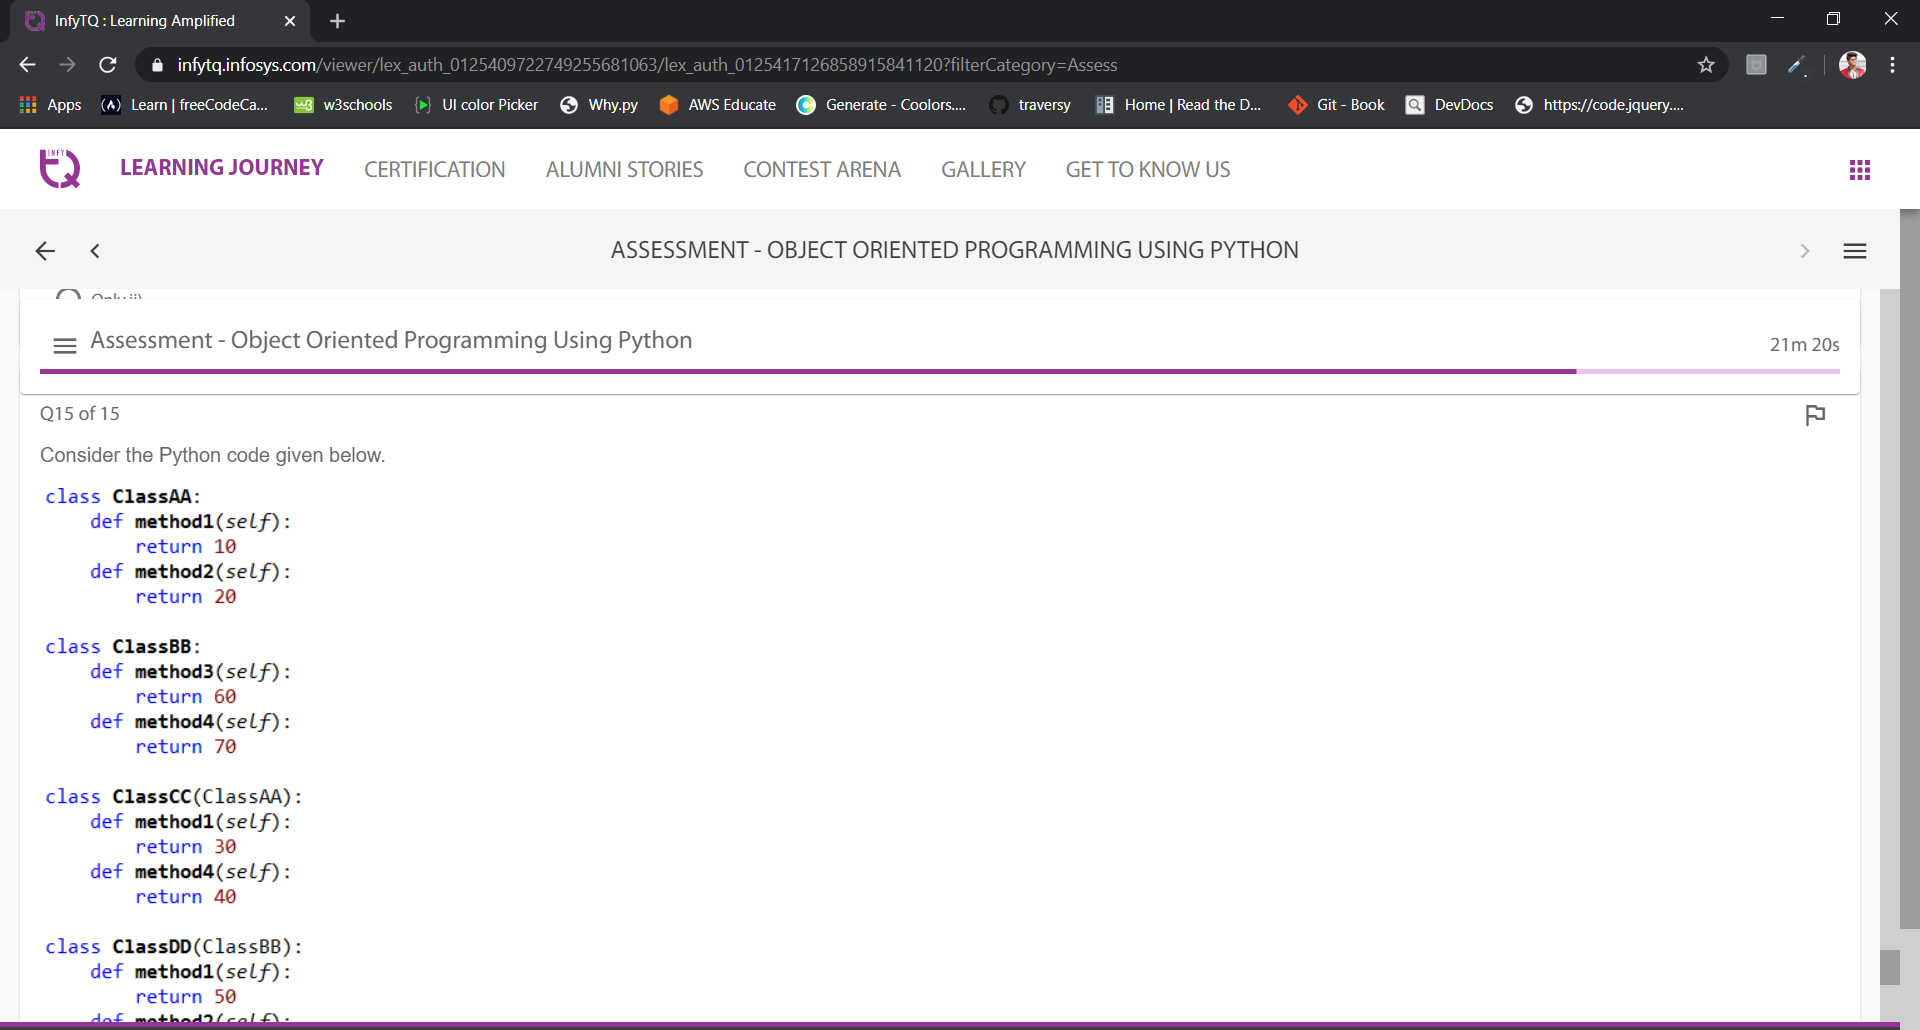 InfyTQ : Learning Amplified
infytq.infosys.com/viewer/lex_auth_0125409722749255681063/lex_auth_0125417126858915841120?filterCategory=Assess
Apps Learn | freeCodeCa... w3schools UI color Picker Why.py AWS Educate Generate - Coolors.... traversy Home | Read the D... Git - Book DevDocs https://code.jquery....
INFY TQ LEARNING JOURNEY CERTIFICATION ALUMNI STORIES CONTEST ARENA GALLERY GET TO KNOW US
ASSESSMENT - OBJECT ORIENTED PROGRAMMING USING PYTHON
Only ii)
Assessment - Object Oriented Programming Using Python 21m 20s
Q15 of 15
Consider the Python code given below.
class ClassAA:
def method1(self):
return 10
def method2(self):
return 20
class ClassBB:
def method3(self):
return 60
def method4(self):
return 70
class ClassCC(ClassAA):
def method1(self):
return 30
def method4(self):
return 40
class ClassDD(ClassBB):
def method1(self):
return 50
def method2(self):